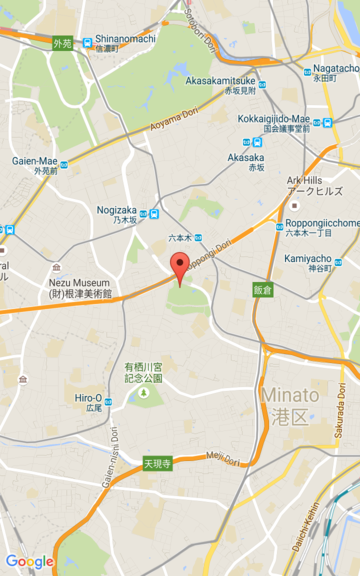 Sotobori Dori
外苑
Shinanomachi
信濃町
Nagatacho
永田町
Akasakamitsuke
赤坂見附
Aoyama Dori
Kokkaigijido-Mae
国会議事堂前
Gaien-Mae
外苑前
Akasaka
赤坂
Ark Hills
アークヒルズ
Nogizaka
乃木坂
六本木
Roppongiicchome
六本木一丁目
Roppongi Dori
Kamiyacho
神谷町
ral
ル
Nezu Museum
(財)根津美術館
飯倉
有栖川宮
記念公園
Hiro-O
広尾
Minato
港区
Sakurada Dori
Gaien-nishi Dori
天現寺
Meiji Dori
Daiichi-Keihin
Google